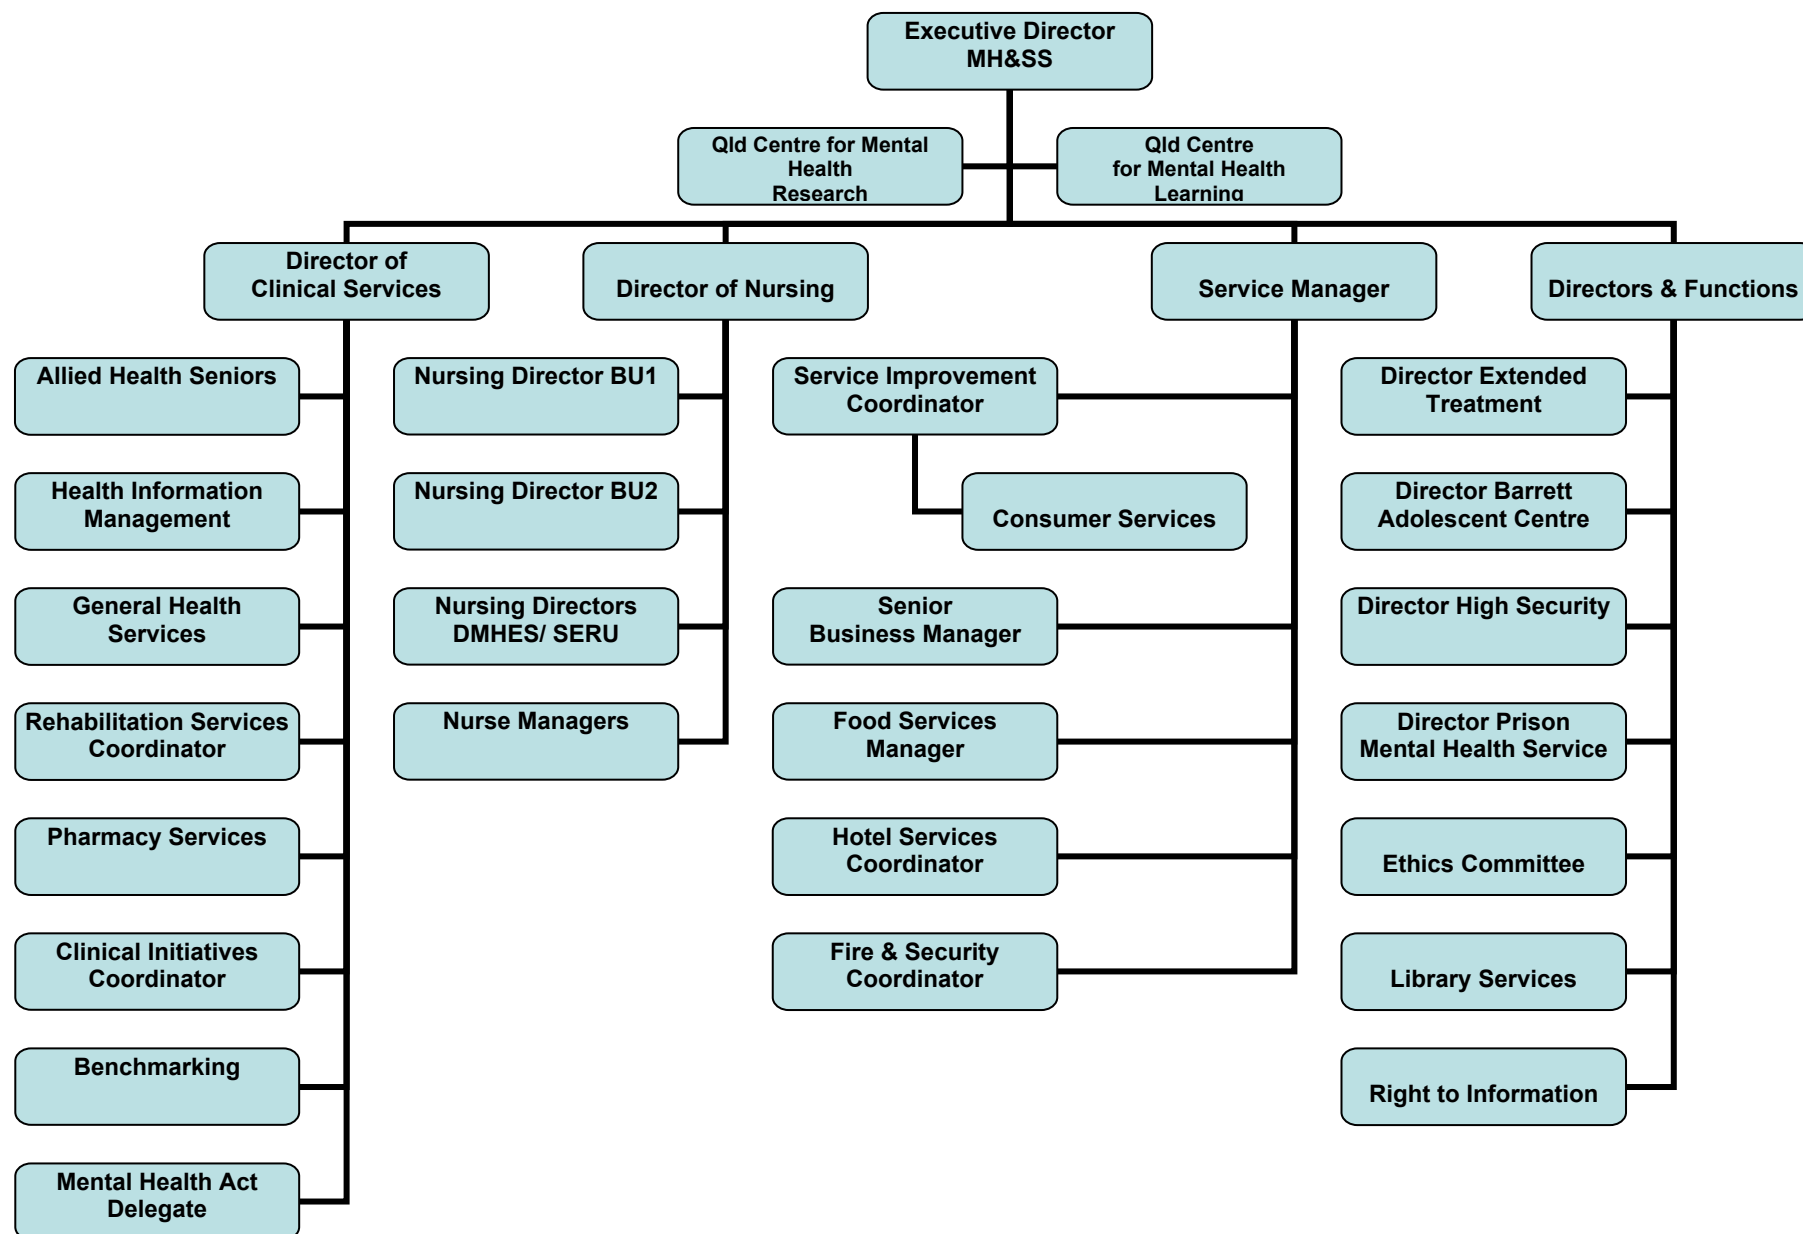 Executive Director
MH&SS
Qld Centre for Mental
Health
Research
Qld Centre
for Mental Health
Learning
Director of
Clinical Services
Director of Nursing
Service Manager
Directors & Functions
Allied Health Seniors
Health Information
Management
General Health
Services
Rehabilitation Services
Coordinator
Pharmacy Services
Clinical Initiatives
Coordinator
Benchmarking
Mental Health Act
Delegate
Nursing Director BU1
Nursing Director BU2
Nursing Directors
DMHES/ SERU
Nurse Managers
Service Improvement
Coordinator
Consumer Services
Senior
Business Manager
Food Services
Manager
Hotel Services
Coordinator
Fire & Security
Coordinator
Director Extended
Treatment
Director Barrett
Adolescent Centre
Director High Security
Director Prison
Mental Health Service
Ethics Committee
Library Services
Right to Information